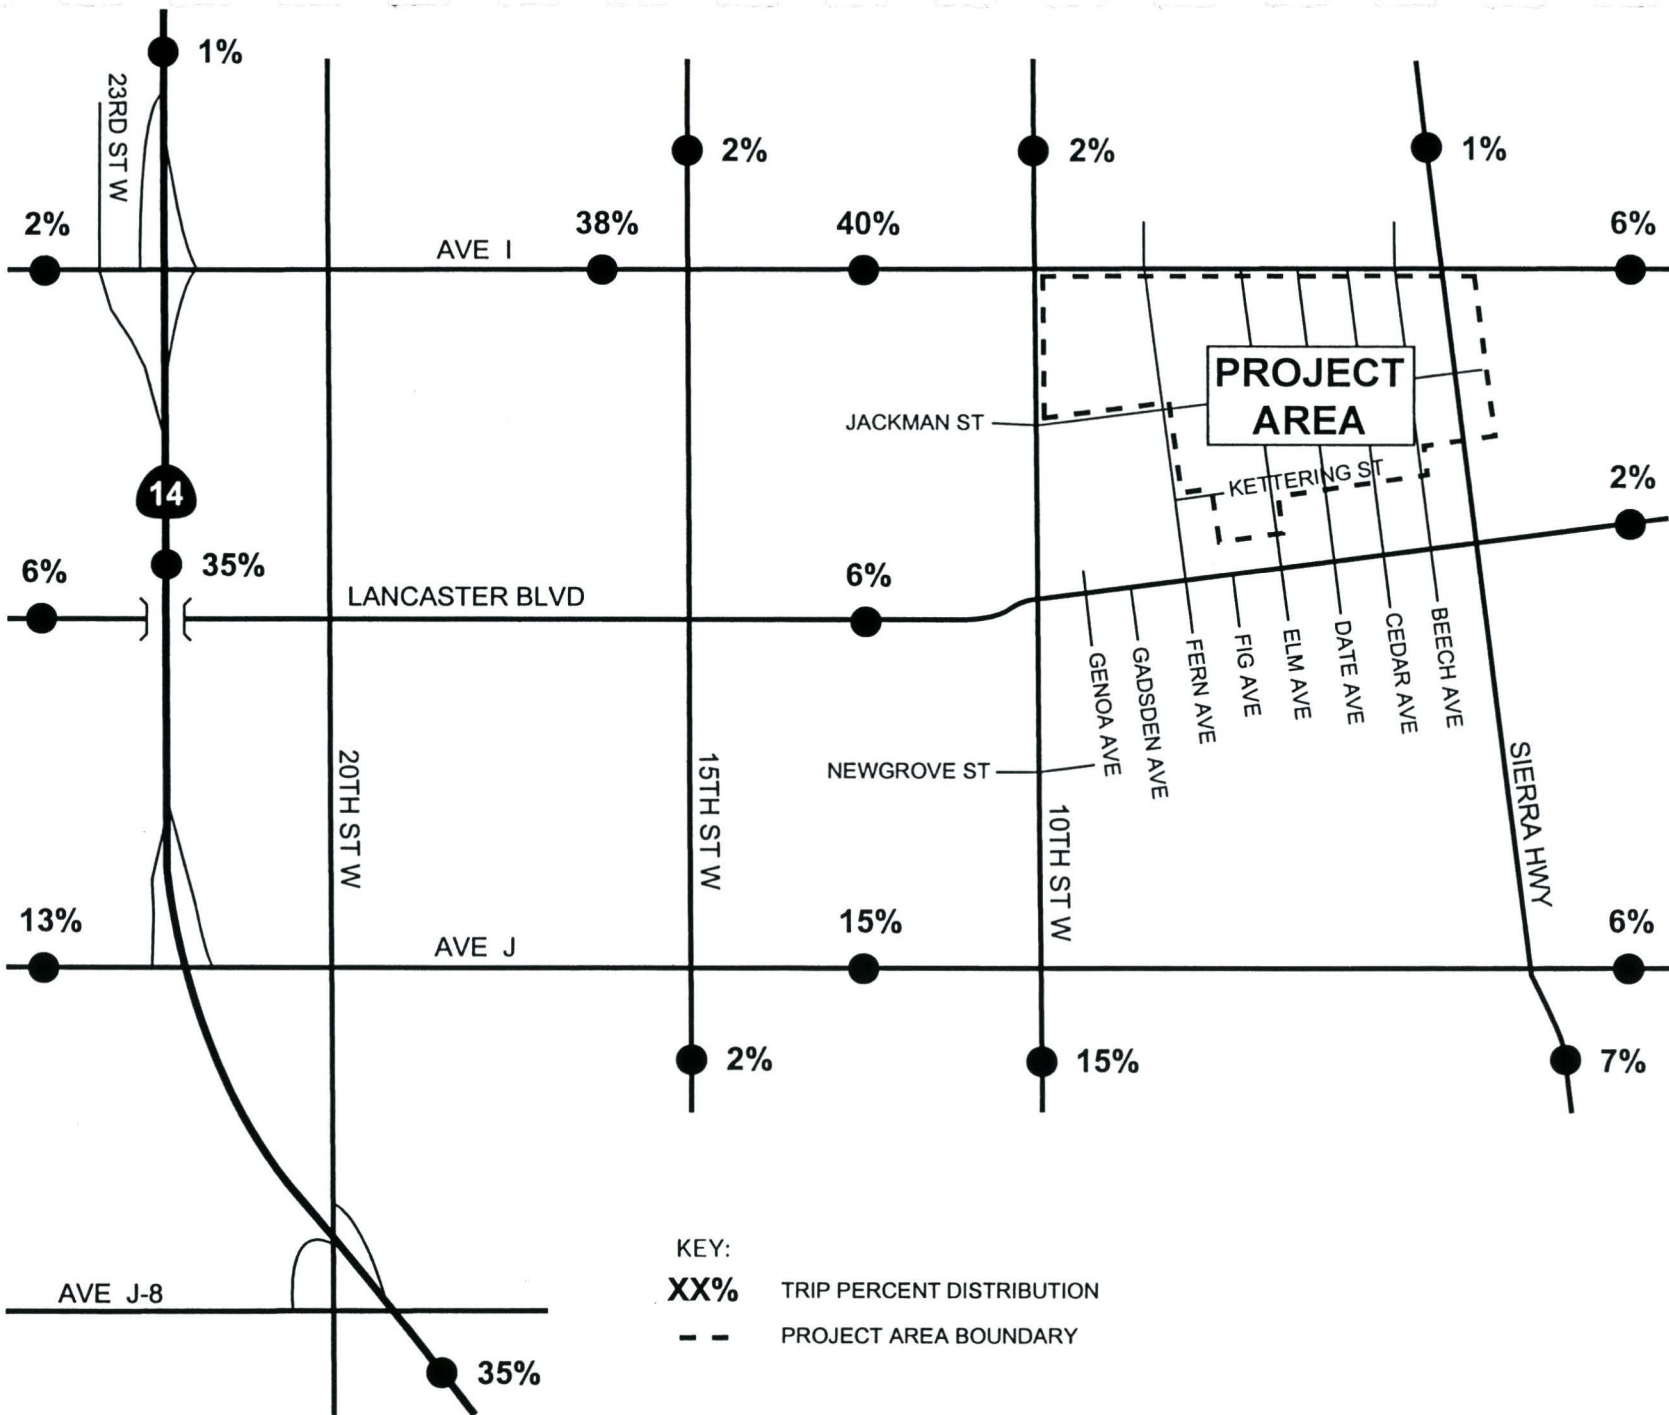 1%
23RD ST W
2%
2%
1%
2%
38%
40%
6%
AVE I
PROJECT
AREA
JACKMAN ST
KETTERING ST
2%
14
35%
6%
6%
LANCASTER BLVD
GENOA AVE
GADSDEN AVE
FERN AVE
FIG AVE
ELM AVE
DATE AVE
CEDAR AVE
BEECH AVE
NEWGROVE ST
20TH ST W
15TH ST W
10TH ST W
SIERRA HWY
13%
15%
6%
AVE J
2%
15%
7%
KEY:
XX% TRIP PERCENT DISTRIBUTION
PROJECT AREA BOUNDARY
AVE J-8
35%